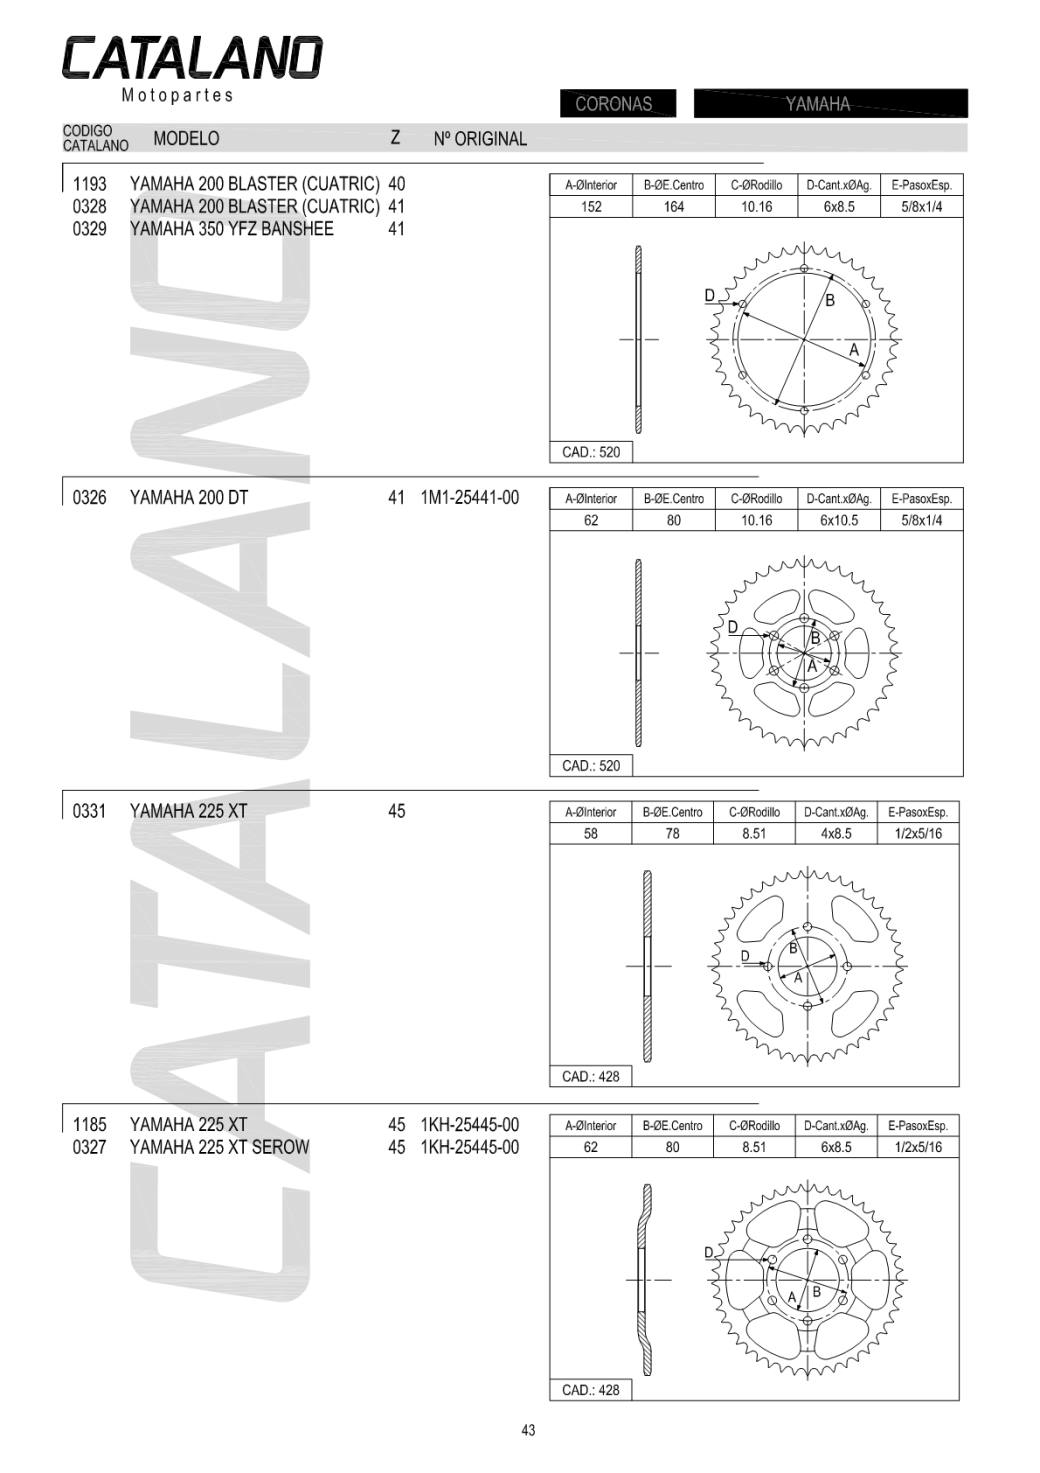 CATALANO
Motopartes
CORONAS YAMAHA
CODIGO CATALANO MODELO Z Nº ORIGINAL
1193 YAMAHA 200 BLASTER (CUATRIC) 40
0328 YAMAHA 200 BLASTER (CUATRIC) 41
0329 YAMAHA 350 YFZ BANSHEE 41
A-ØInterior B-ØE.Centro C-ØRodillo D-Cant.xØAg. E-PasoxEsp.
152 164 10.16 6x8.5 5/8x1/4
D
B
A
CAD.: 520
0326 YAMAHA 200 DT 41 1M1-25441-00
A-ØInterior B-ØE.Centro C-ØRodillo D-Cant.xØAg. E-PasoxEsp.
62 80 10.16 6x10.5 5/8x1/4
D
B
A
CAD.: 520
0331 YAMAHA 225 XT 45
A-ØInterior B-ØE.Centro C-ØRodillo D-Cant.xØAg. E-PasoxEsp.
58 78 8.51 4x8.5 1/2x5/16
B
D
A
CAD.: 428
1185 YAMAHA 225 XT 45 1KH-25445-00
0327 YAMAHA 225 XT SEROW 45 1KH-25445-00
A-ØInterior B-ØE.Centro C-ØRodillo D-Cant.xØAg. E-PasoxEsp.
62 80 8.51 6x8.5 1/2x5/16
D
A B
CAD.: 428
CATALANO
43